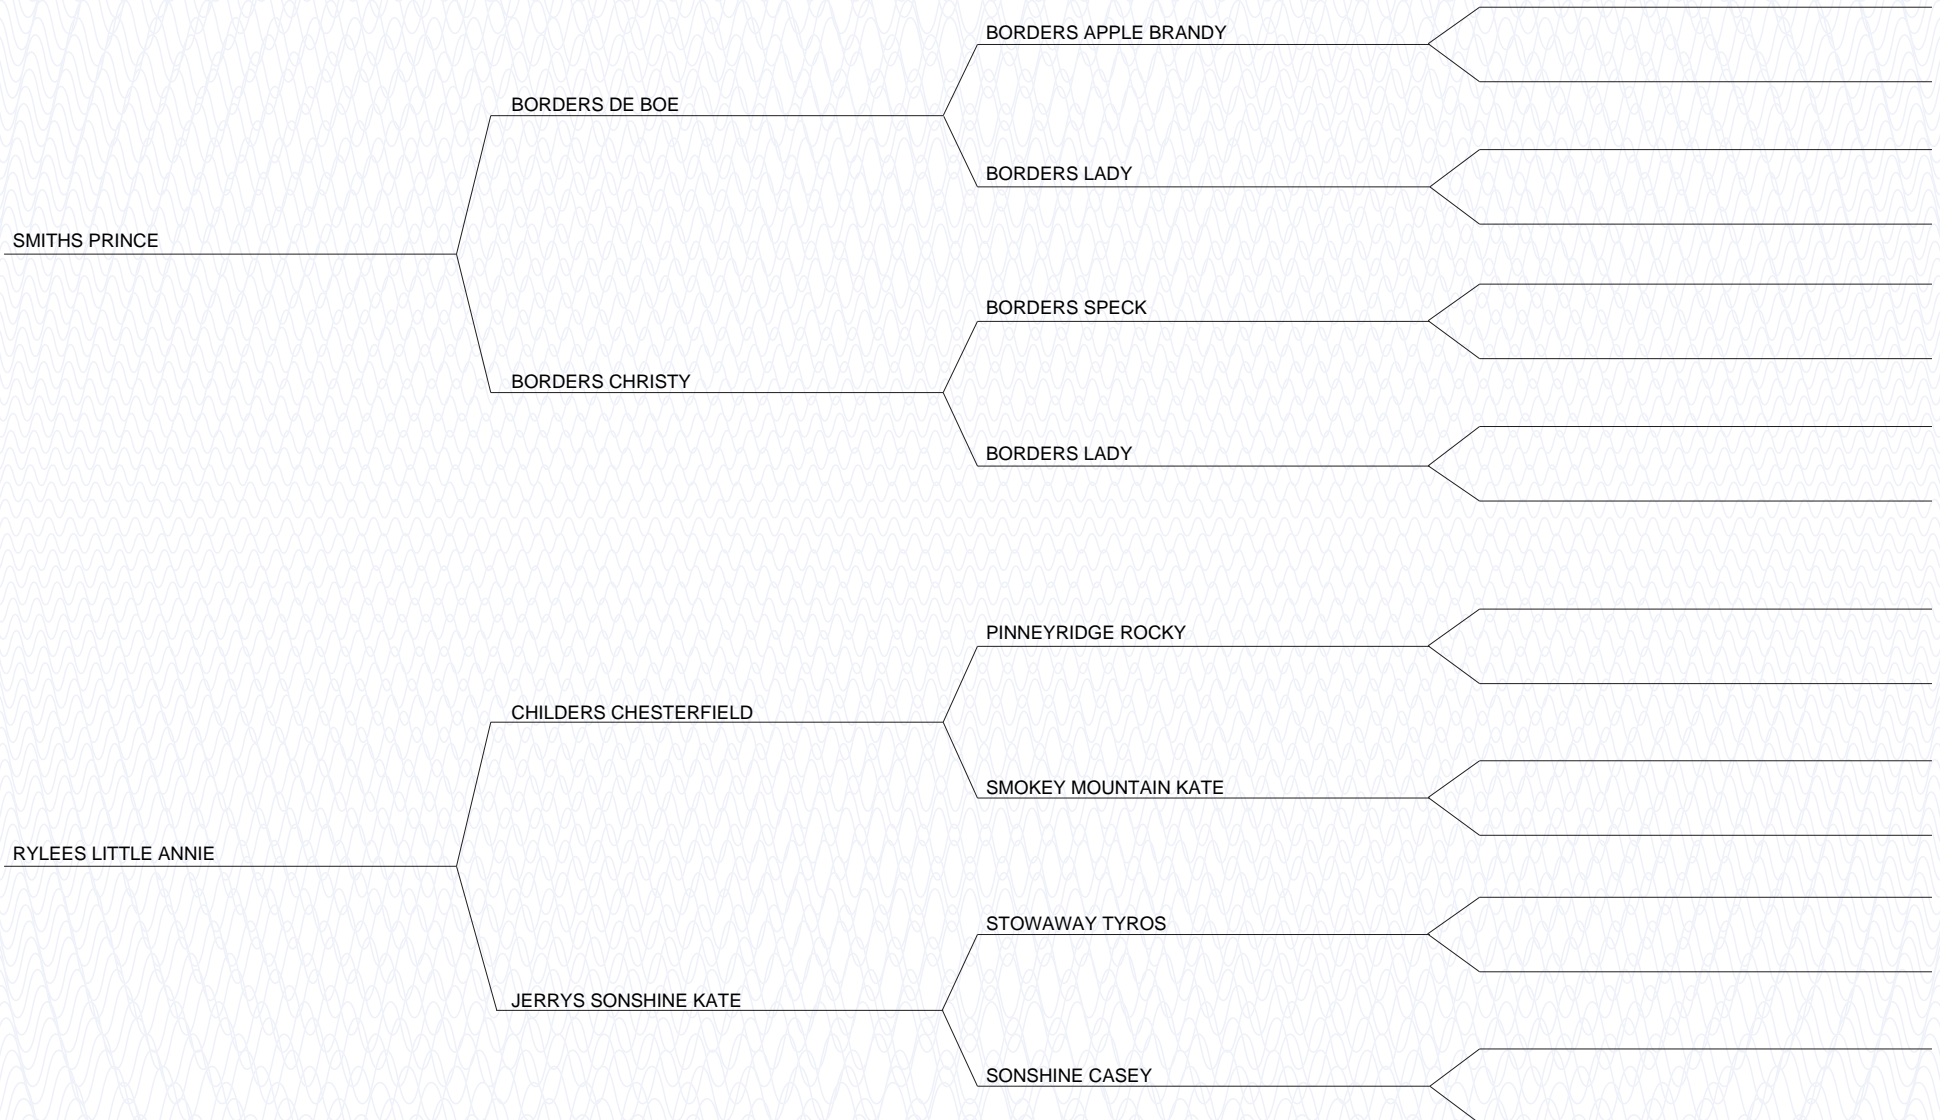 BORDERS APPLE BRANDY
BORDERS DE BOE
BORDERS LADY
SMITHS PRINCE
BORDERS SPECK
BORDERS CHRISTY
BORDERS LADY
PINNEYRIDGE ROCKY
CHILDERS CHESTERFIELD
SMOKEY MOUNTAIN KATE
RYLEES LITTLE ANNIE
STOWAWAY TYROS
JERRYS SONSHINE KATE
SONSHINE CASEY